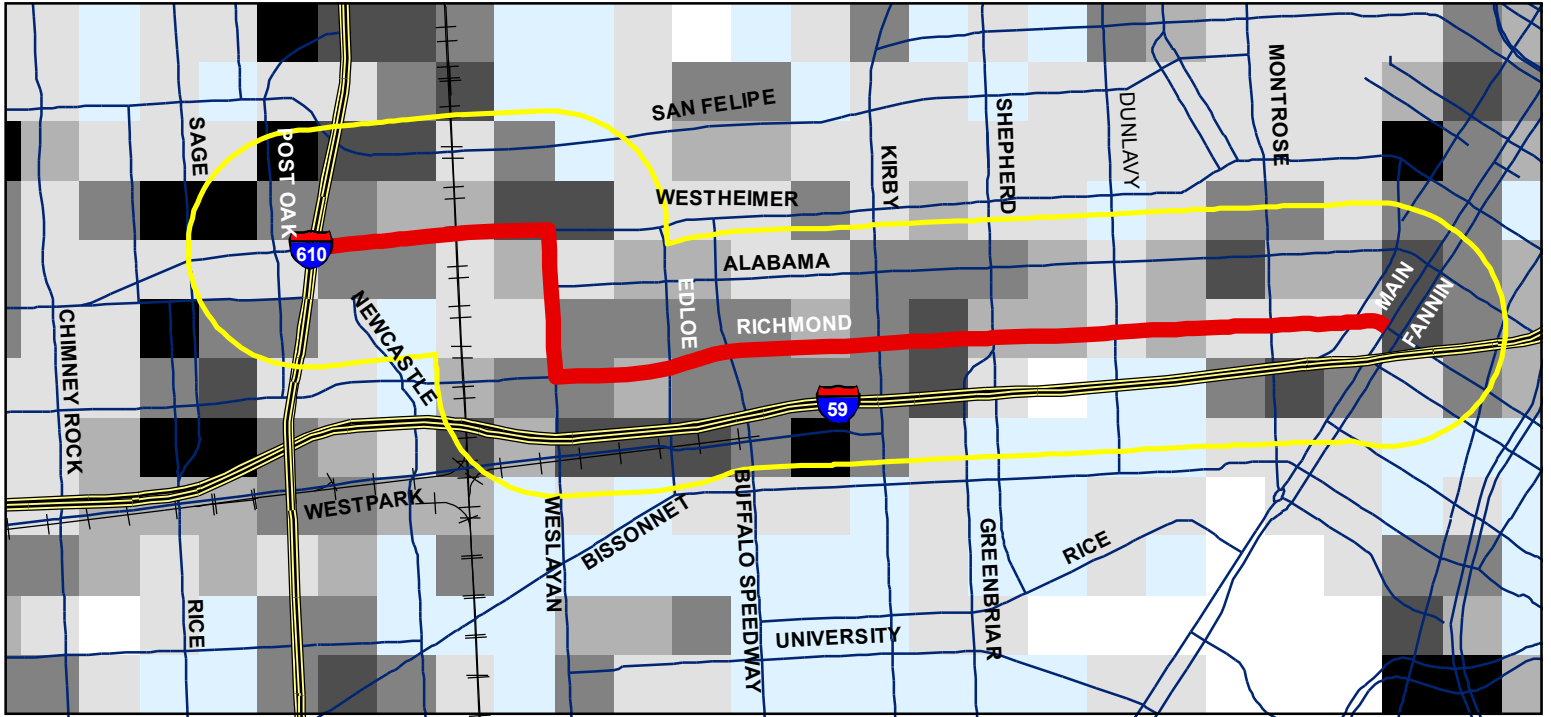 SAN FELIPE
SAGE
POST OAK
WESTHEIMER
KIRBY
SHEPHERD
DUNLAVY
MONTROSE
610
ALABAMA
NEWCASTLE
EDLOE
RICHMOND
MAIN
FANNIN
CHIMNEY ROCK
59
WESTPARK
WESLAYAN
BISSONNET
BUFFALO SPEEDWAY
GREENBRIAR
RICE
RICE
UNIVERSITY